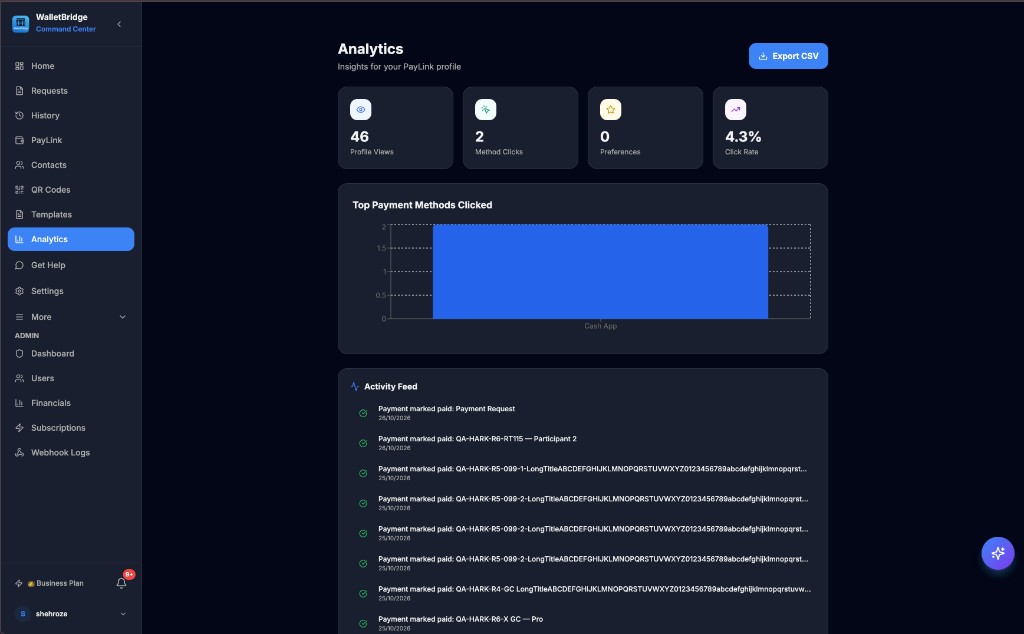 WalletBridge
Command Center
Home
Requests
History
PayLink
Contacts
QR Codes
Templates
Analytics
Get Help
Settings
More
ADMIN
Dashboard
Users
Financials
Subscriptions
Webhook Logs
Business Plan
9+
S
shehroze
Analytics
Insights for your PayLink profile
Export CSV
46
Profile Views
2
Method Clicks
0
Preferences
4.3%
Click Rate
Top Payment Methods Clicked
2
1.5
1
0.5
0
Cash App
Activity Feed
Payment marked paid: Payment Request
26/10/2026
Payment marked paid: QA-HARK-R6-RT115 — Participant 2
26/10/2026
Payment marked paid: QA-HARK-R5-099-1-LongTitleABCDEFGHIJKLMNOPQRSTUVWXYZ0123456789abcdefghijklmnopqrst...
25/10/2026
Payment marked paid: QA-HARK-R5-099-2-LongTitleABCDEFGHIJKLMNOPQRSTUVWXYZ0123456789abcdefghijklmnopqrst...
25/10/2026
Payment marked paid: QA-HARK-R5-099-2-LongTitleABCDEFGHIJKLMNOPQRSTUVWXYZ0123456789abcdefghijklmnopqrst...
25/10/2026
Payment marked paid: QA-HARK-R5-099-2-LongTitleABCDEFGHIJKLMNOPQRSTUVWXYZ0123456789abcdefghijklmnopqrst...
25/10/2026
Payment marked paid: QA-HARK-R4-GC LongTitleABCDEFGHIJKLMNOPQRSTUVWXYZ0123456789abcdefghijklmnopqrstuvw...
25/10/2026
Payment marked paid: QA-HARK-R6-X GC — Pro
25/10/2026